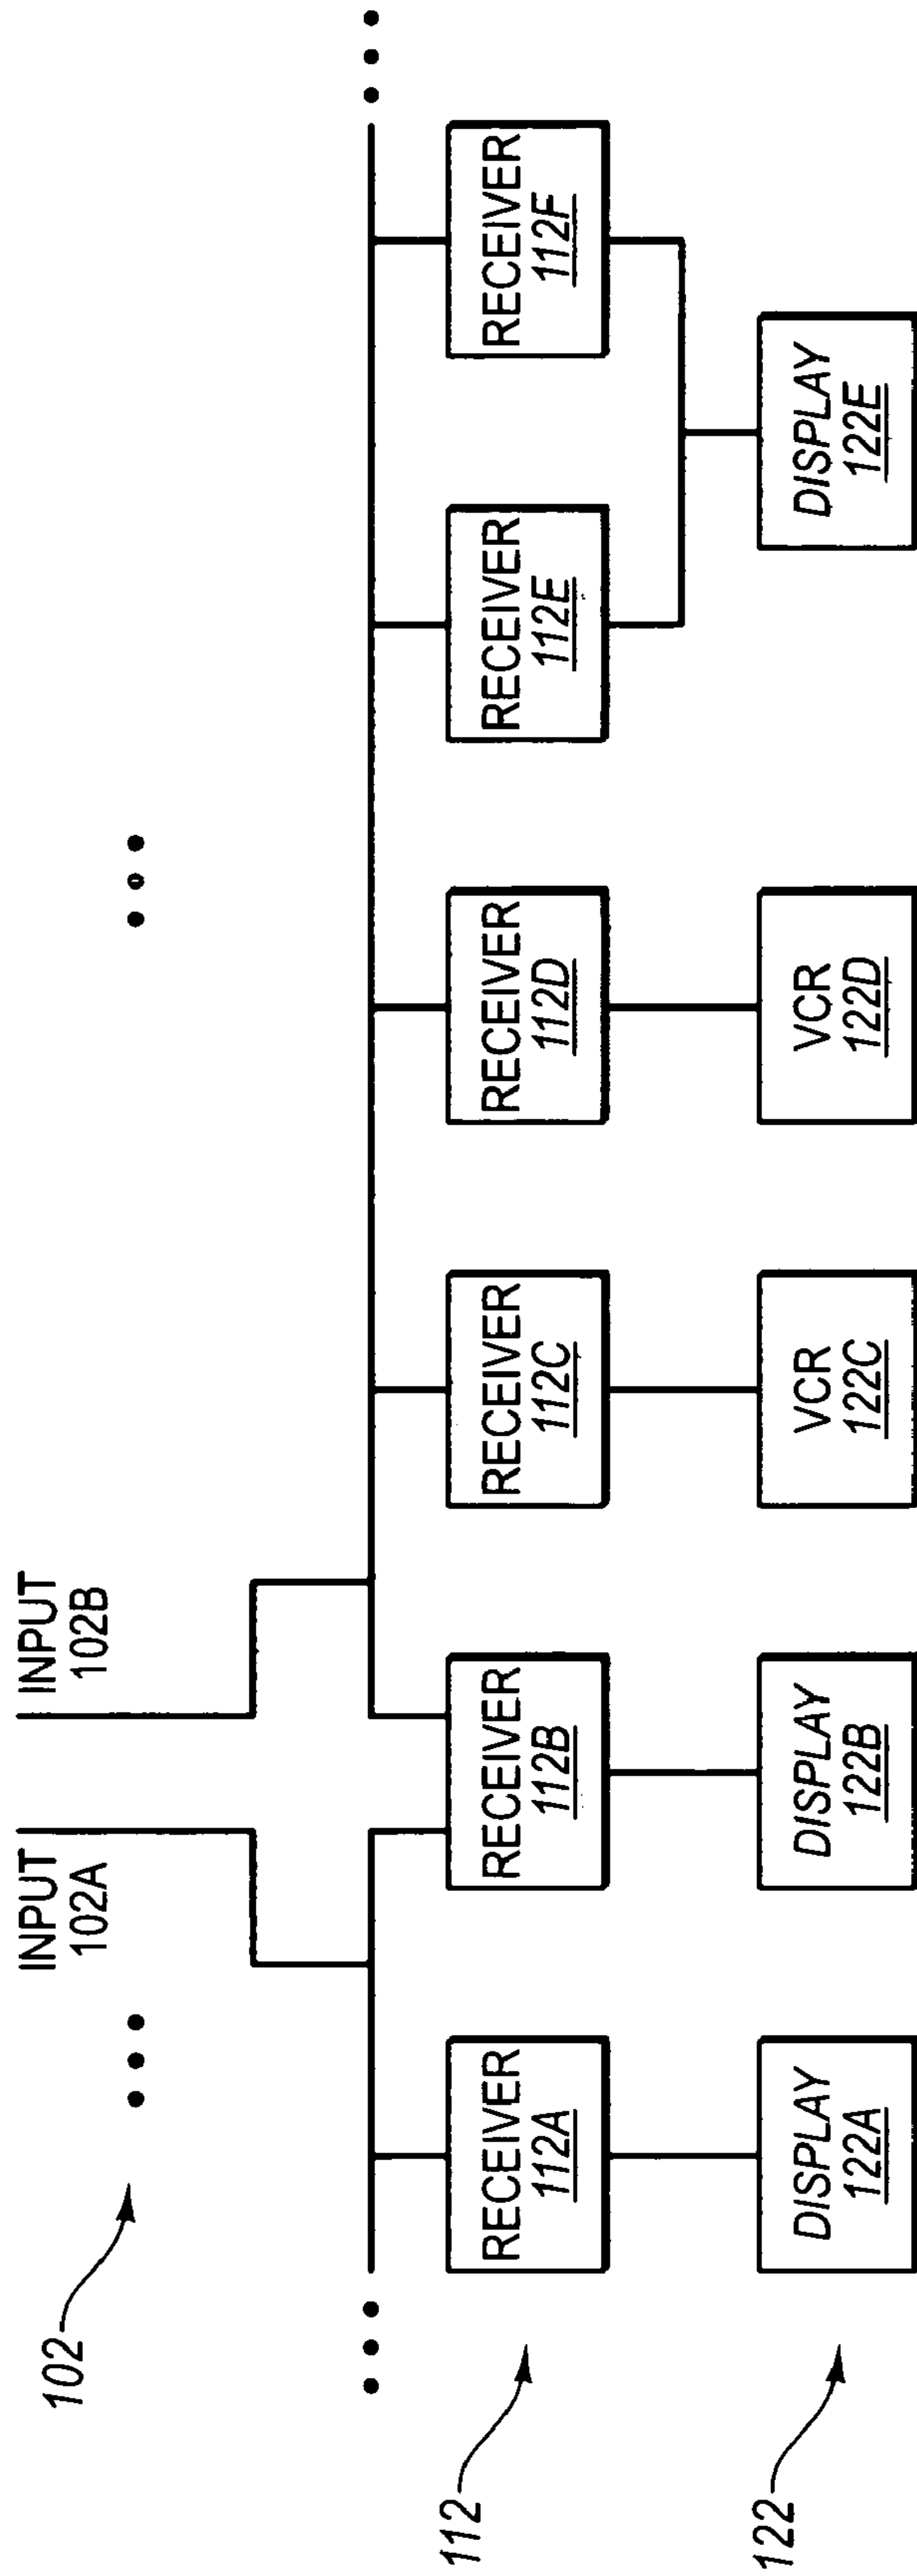 102
INPUT
102A
INPUT
102B
112
RECEIVER
112A
RECEIVER
112B
RECEIVER
112C
RECEIVER
112D
RECEIVER
112E
RECEIVER
112F
122
DISPLAY
122A
DISPLAY
122B
VCR
122C
VCR
122D
DISPLAY
122E